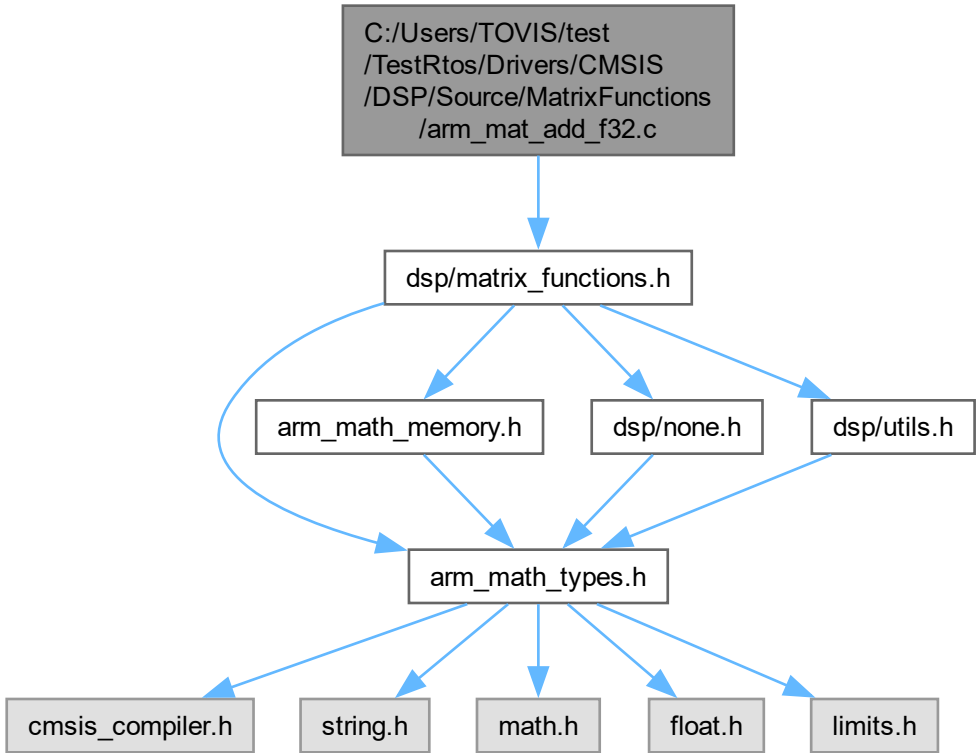 C:/Users/TOVIS/test
/TestRtos/Drivers/CMSIS
/DSP/Source/MatrixFunctions
/arm_mat_add_f32.c
dsp/matrix_functions.h
arm_math_memory.h
dsp/none.h
dsp/utils.h
arm_math_types.h
cmsis_compiler.h
string.h
math.h
float.h
limits.h